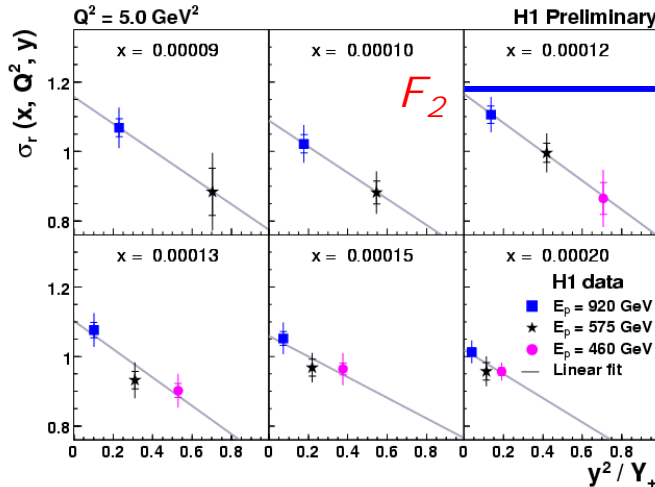 Q² = 5.0 GeV² H1 Preliminary
σr (x, Q², y)
x = 0.00009 x = 0.00010 x = 0.00012
F₂
1.2
1
0.8
x = 0.00013 x = 0.00015 x = 0.00020
H1 data
Eₚ = 920 GeV
Eₚ = 575 GeV
Eₚ = 460 GeV
Linear fit
1.2
1
0.8
0 0.2 0.4 0.6 0.8 0 0.2 0.4 0.6 0.8 0 0.2 0.4 0.6 0.8
y² / Y₊